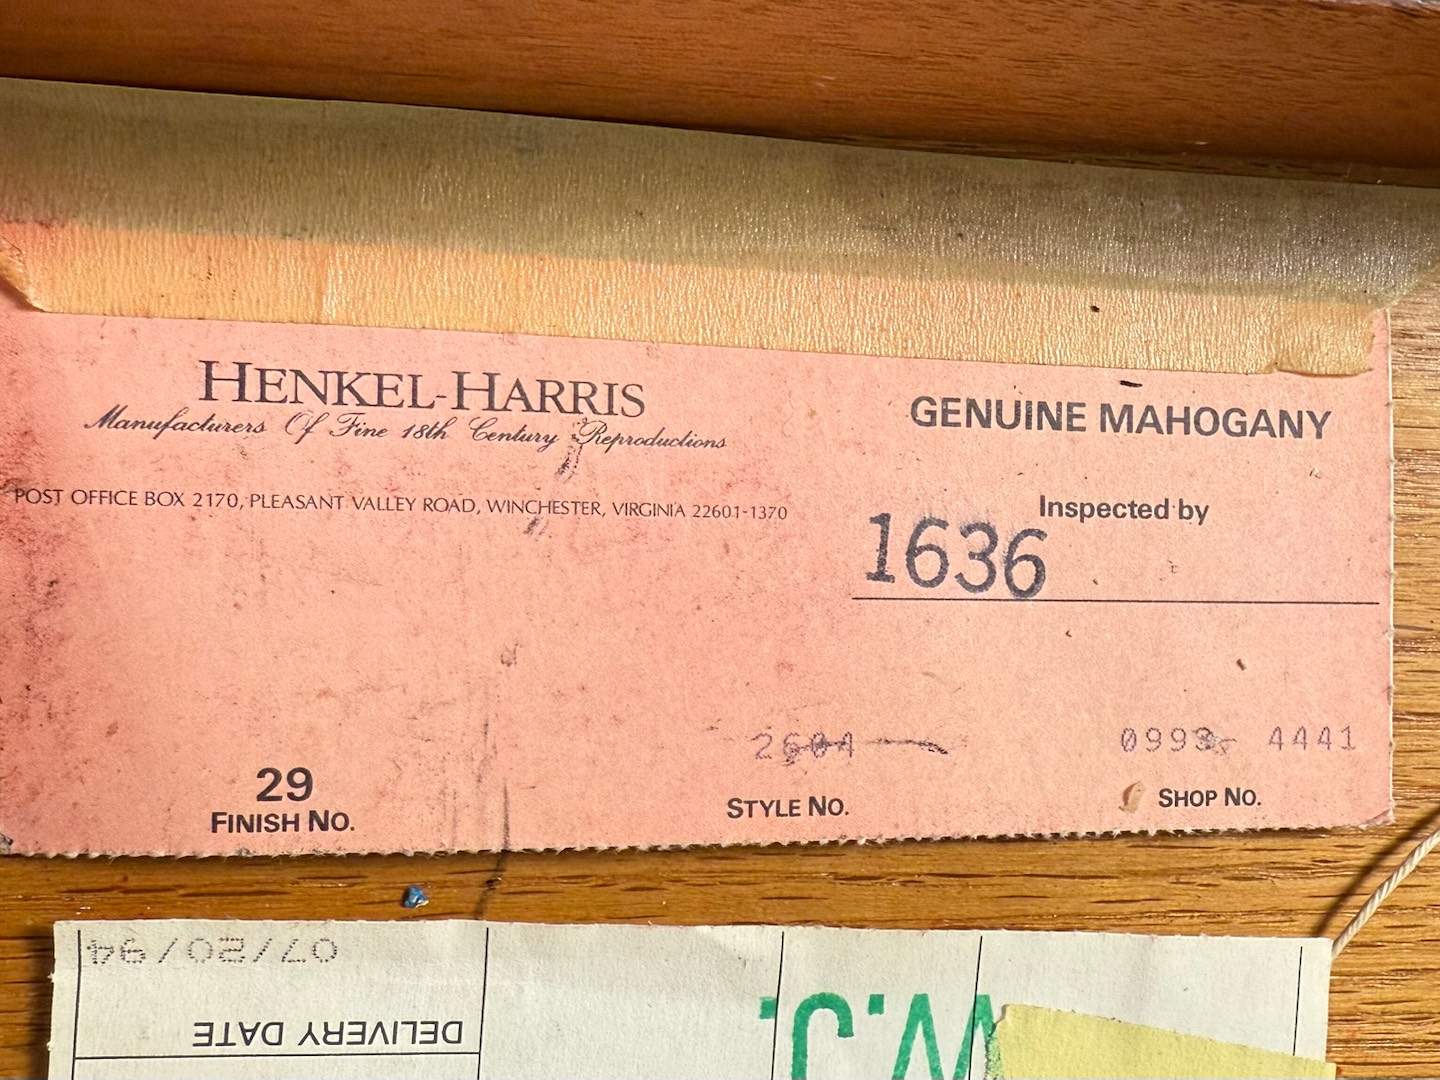 HENKEL-HARRIS
Manufacturers Of Fine 18th Century Reproductions
POST OFFICE BOX 2170, PLEASANT VALLEY ROAD, WINCHESTER, VIRGINIA 22601-1370
GENUINE MAHOGANY
Inspected by
1636
29
FINISH NO.
2604
STYLE NO.
0993 4441
SHOP NO.
07/20/94
DELIVERY DATE
W.J.